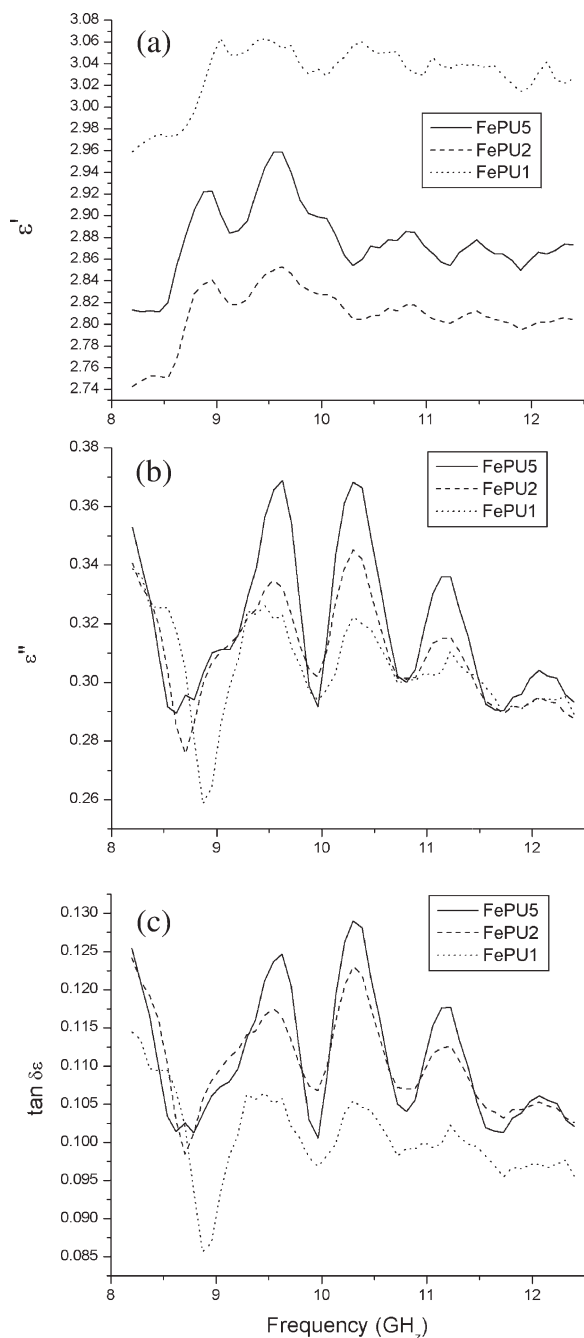 (a)
3.08
3.06
3.04
3.02
3.00
2.98
2.96
2.94
2.92
2.90
2.88
2.86
2.84
2.82
2.80
2.78
2.76
2.74
ε'
FePU5
FePU2
FePU1
8 9 10 11 12
(b)
0.38
0.36
0.34
0.32
0.30
0.28
0.26
ε"
FePU5
FePU2
FePU1
8 9 10 11 12
(c)
0.130
0.125
0.120
0.115
0.110
0.105
0.100
0.095
0.090
0.085
tan δε
FePU5
FePU2
FePU1
8 9 10 11 12
Frequency (GHz)